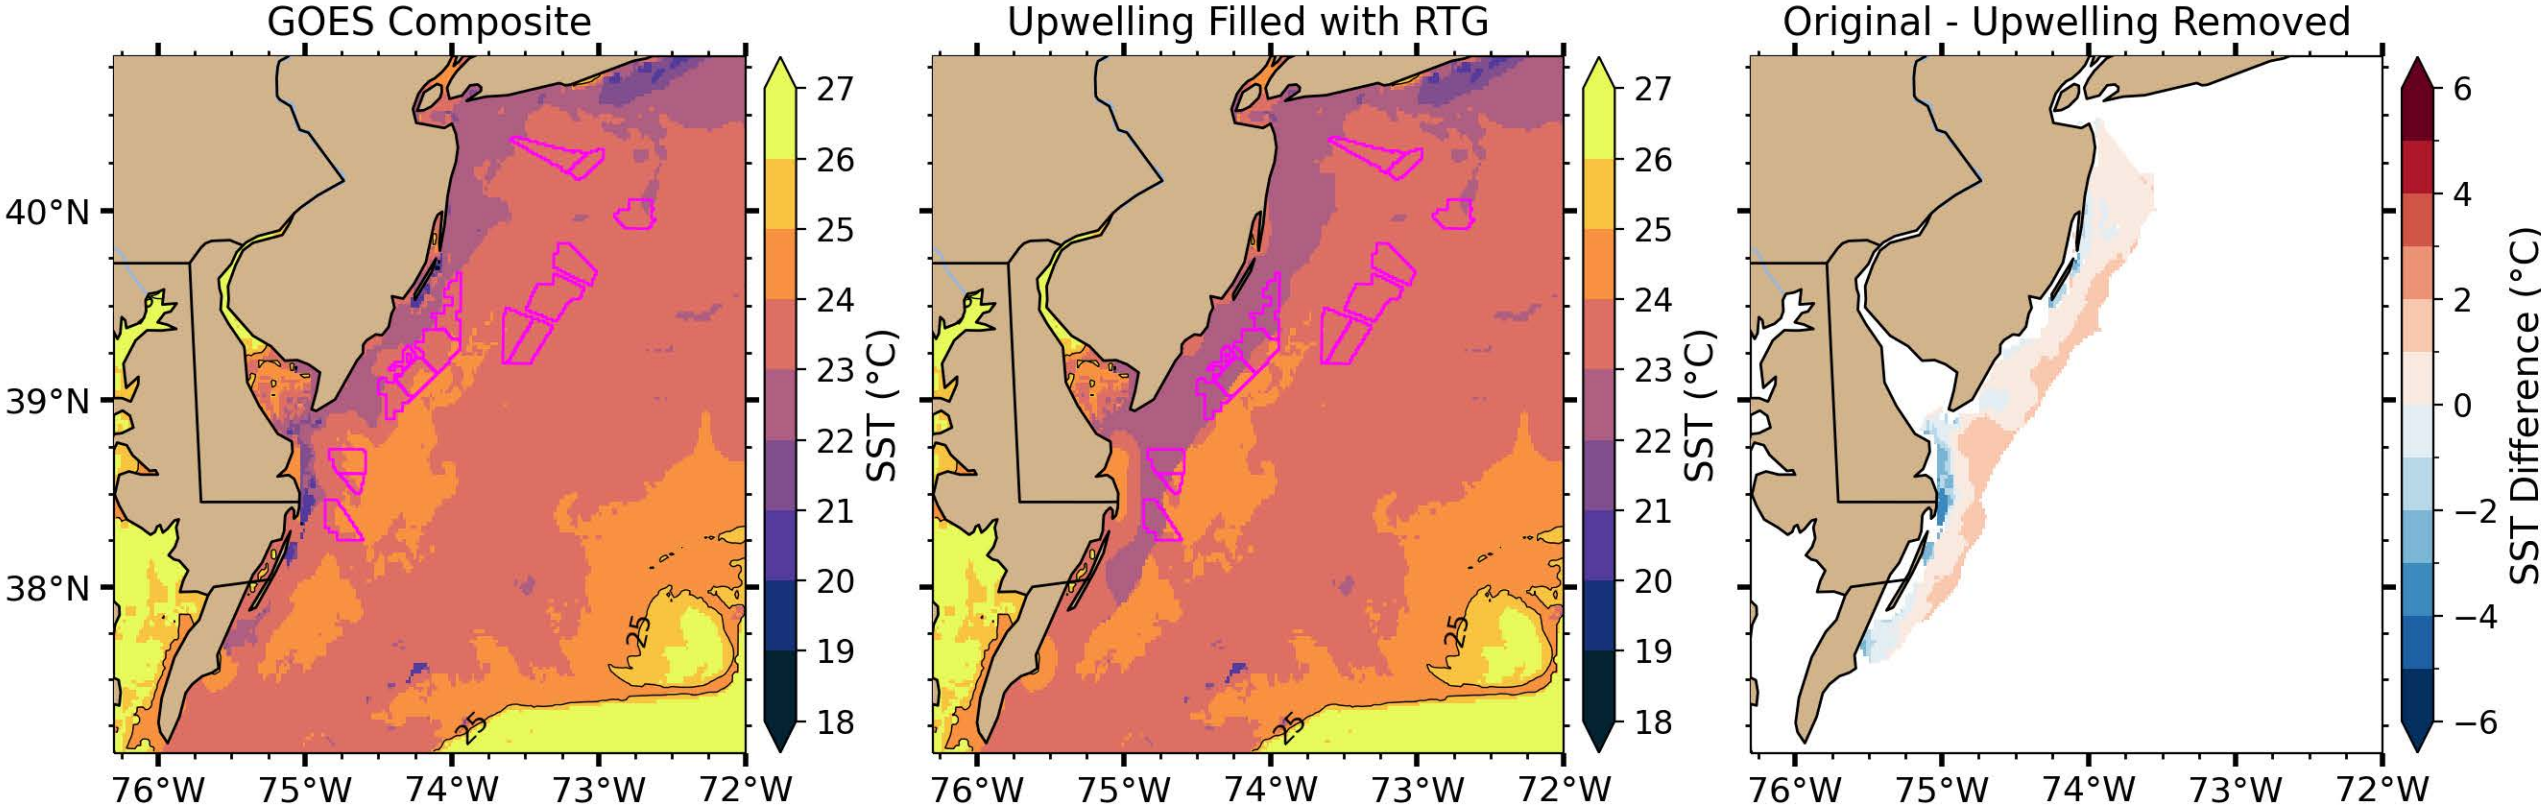 GOES Composite
Upwelling Filled with RTG
Original - Upwelling Removed
40°N
39°N
38°N
76°W 75°W 74°W 73°W 72°W
25
25
27
26
25
24
23
22
21
20
19
18
SST (°C)
76°W 75°W 74°W 73°W 72°W
25
25
27
26
25
24
23
22
21
20
19
18
SST (°C)
76°W 75°W 74°W 73°W 72°W
6
4
2
0
−2
−4
−6
SST Difference (°C)